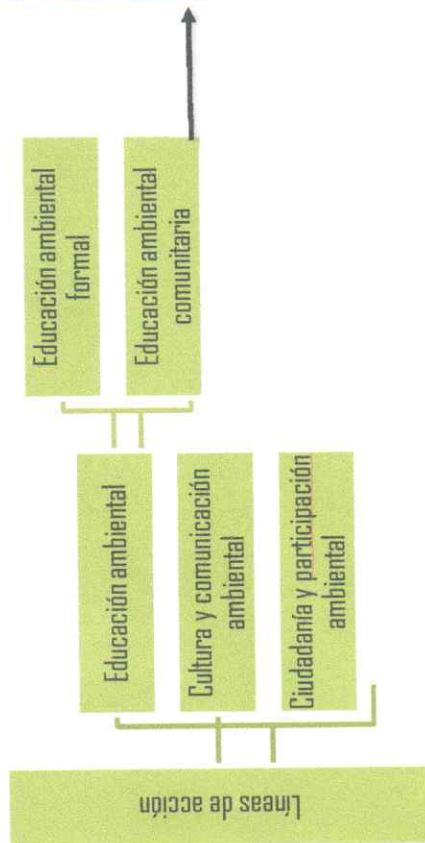 Líneas de acción
Educación ambiental
Cultura y comunicación
ambiental
Ciudadanía y participación
ambiental
Educación ambiental
formal
Educación ambiental
comunitaria